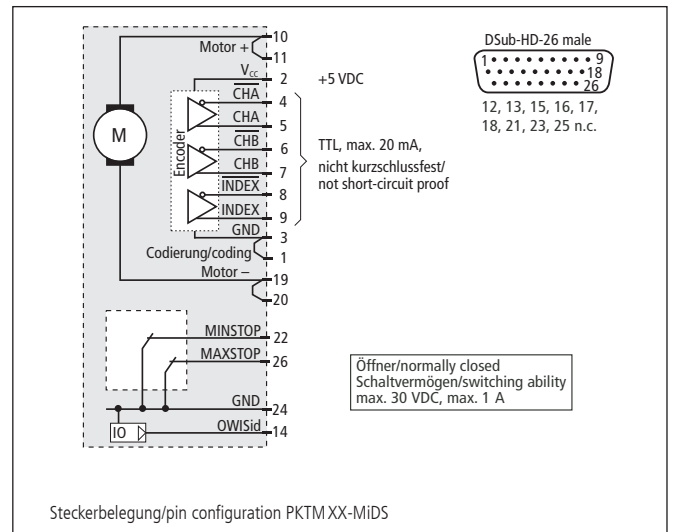 Motor + 10
11
V_CC 2 +5 VDC
C̅H̅A̅ 4
CHA 5
C̅H̅B̅ 6
CHB 7
I̅N̅D̅E̅X̅ 8
INDEX 9
GND 3
Codierung/coding 1
Motor – 19
20
M
Encoder
TTL, max. 20 mA,
nicht kurzschlussfest/
not short-circuit proof
DSub-HD-26 male
1 9
18
26
12, 13, 15, 16, 17,
18, 21, 23, 25 n.c.
MINSTOP 22
MAXSTOP 26
GND 24
IO OWISid 14
Öffner/normally closed
Schaltvermögen/switching ability
max. 30 VDC, max. 1 A
Steckerbelegung/pin configuration PKTM XX-MiDS